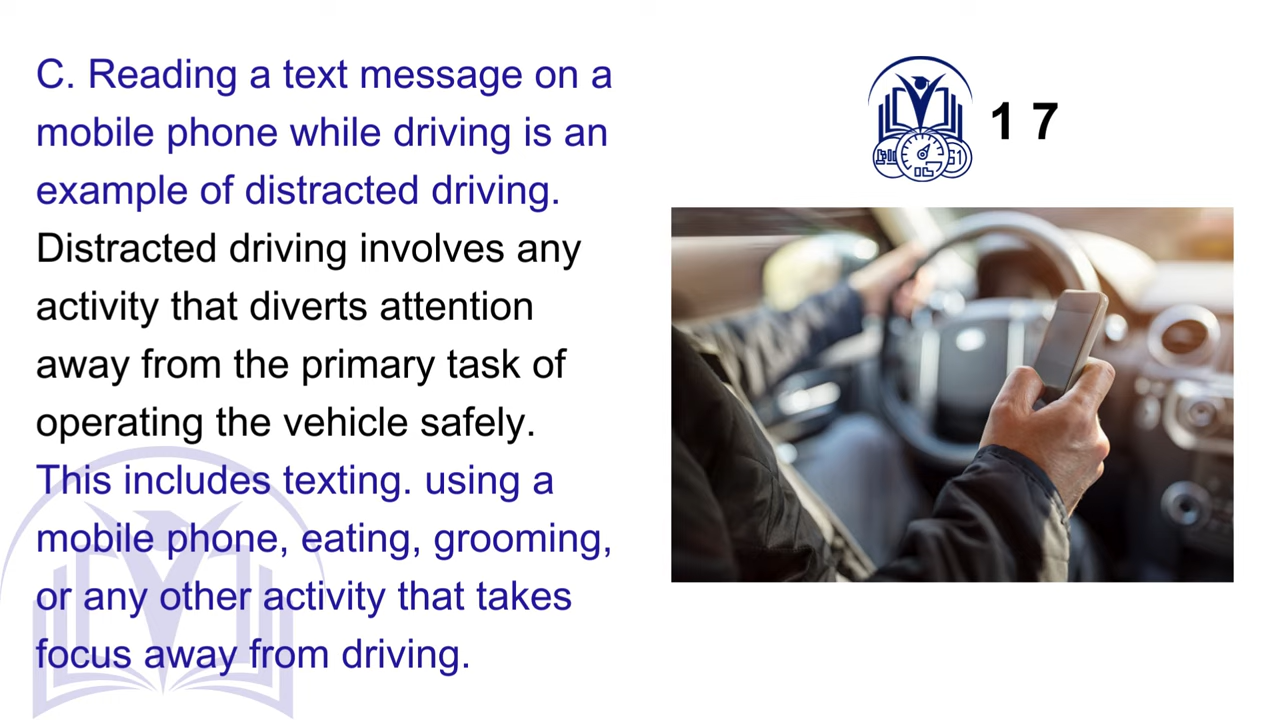 C. Reading a text message on a
mobile phone while driving is an
example of distracted driving.
Distracted driving involves any
activity that diverts attention
away from the primary task of
operating the vehicle safely.
This includes texting. using a
mobile phone, eating, grooming,
or any other activity that takes
focus away from driving.
1 7